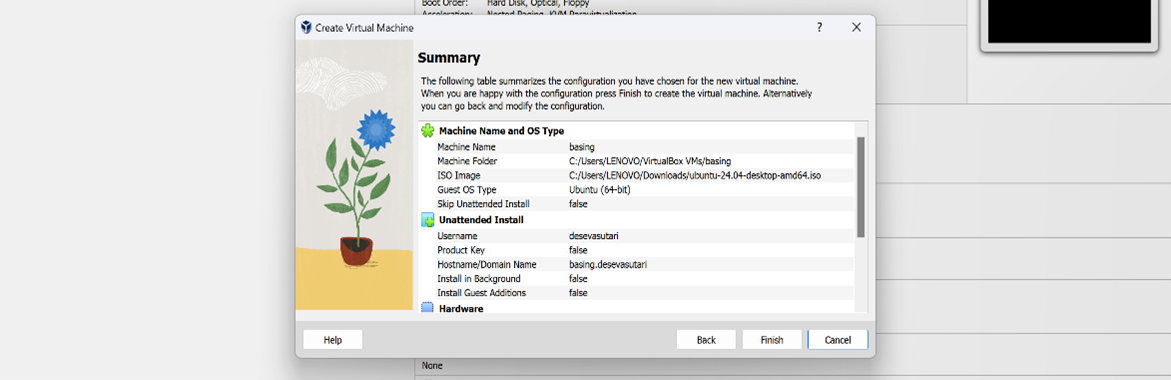 Boot Order: Hard Disk, Optical, Floppy
Acceleration: Nested Paging, KVM Paravirtualization
Create Virtual Machine
?
Summary
The following table summarizes the configuration you have chosen for the new virtual machine.
When you are happy with the configuration press Finish to create the virtual machine. Alternatively
you can go back and modify the configuration.
Machine Name and OS Type
Machine Name basing
Machine Folder C:/Users/LENOVO/VirtualBox VMs/basing
ISO Image C:/Users/LENOVO/Downloads/ubuntu-24.04-desktop-amd64.iso
Guest OS Type Ubuntu (64-bit)
Skip Unattended Install false
Unattended Install
Username desevasutari
Product Key false
Hostname/Domain Name basing.desevasutari
Install in Background false
Install Guest Additions false
Hardware
Help Back Finish Cancel
None